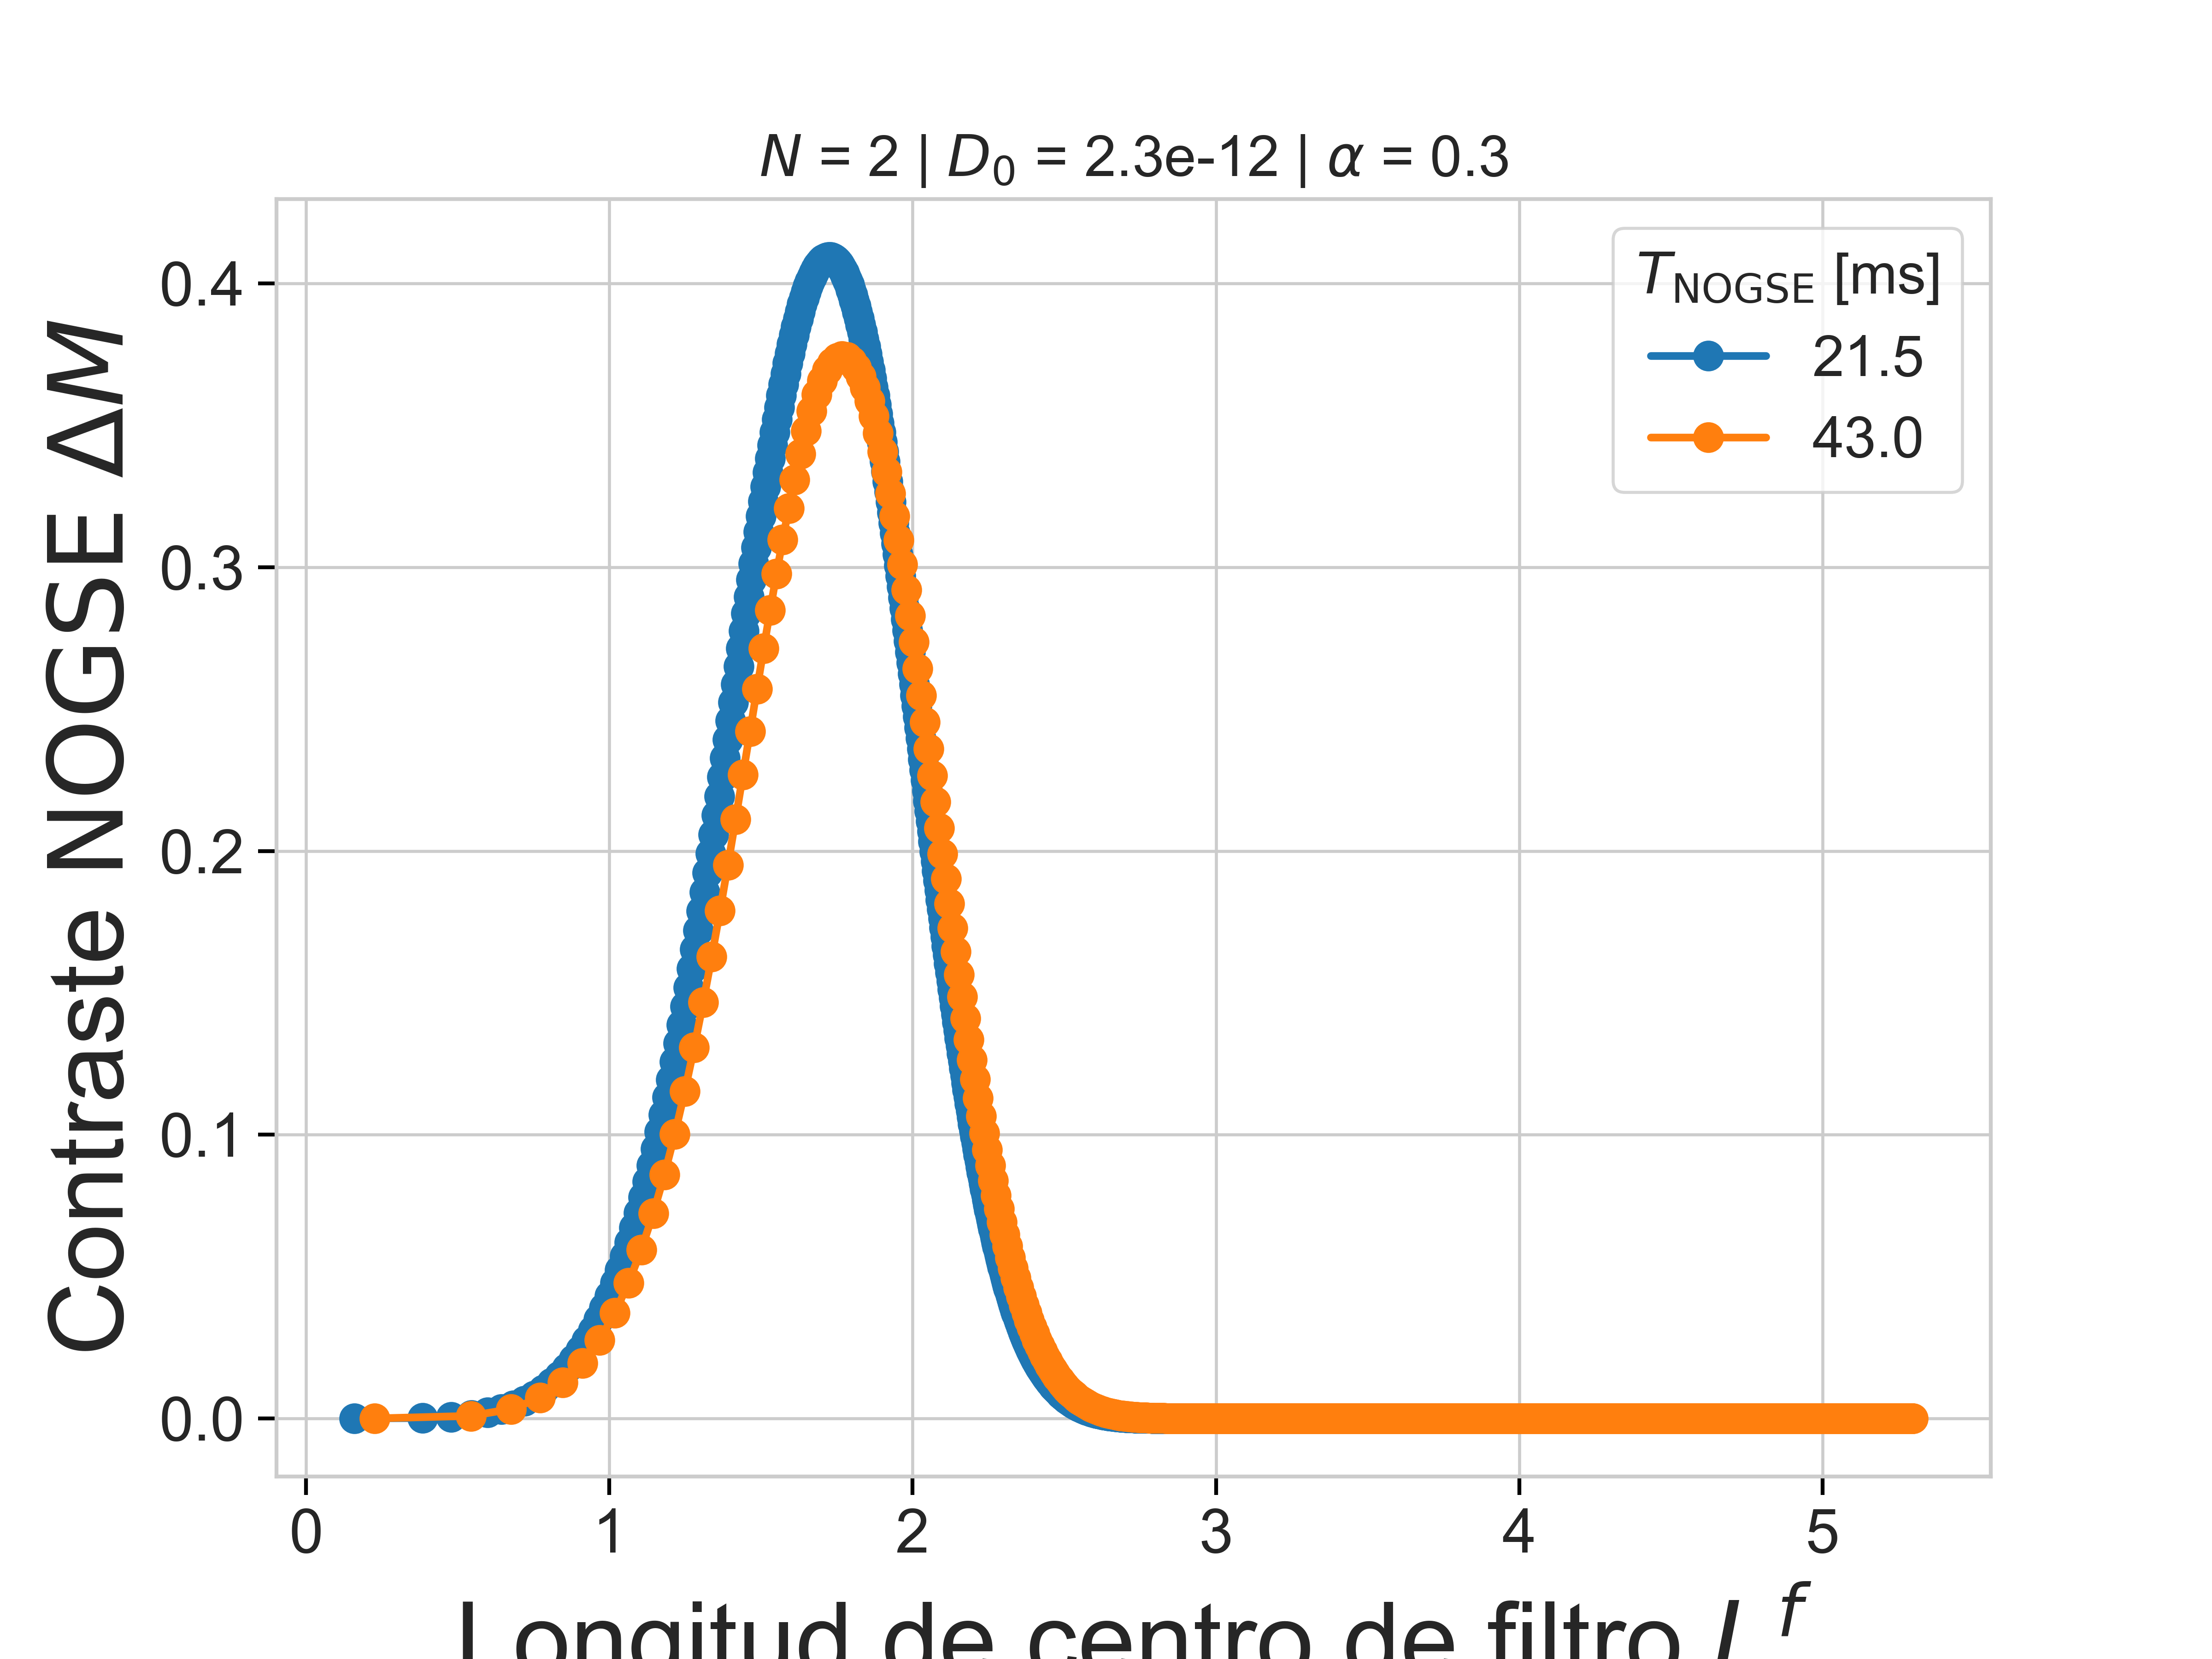 N = 2 | D₀ = 2.3e-12 | α = 0.3
Contraste NOGSE ΔM
0.4
0.3
0.2
0.1
0.0
T_NOGSE [ms]
21.5
43.0
0 1 2 3 4 5
Longitud de centro de filtro